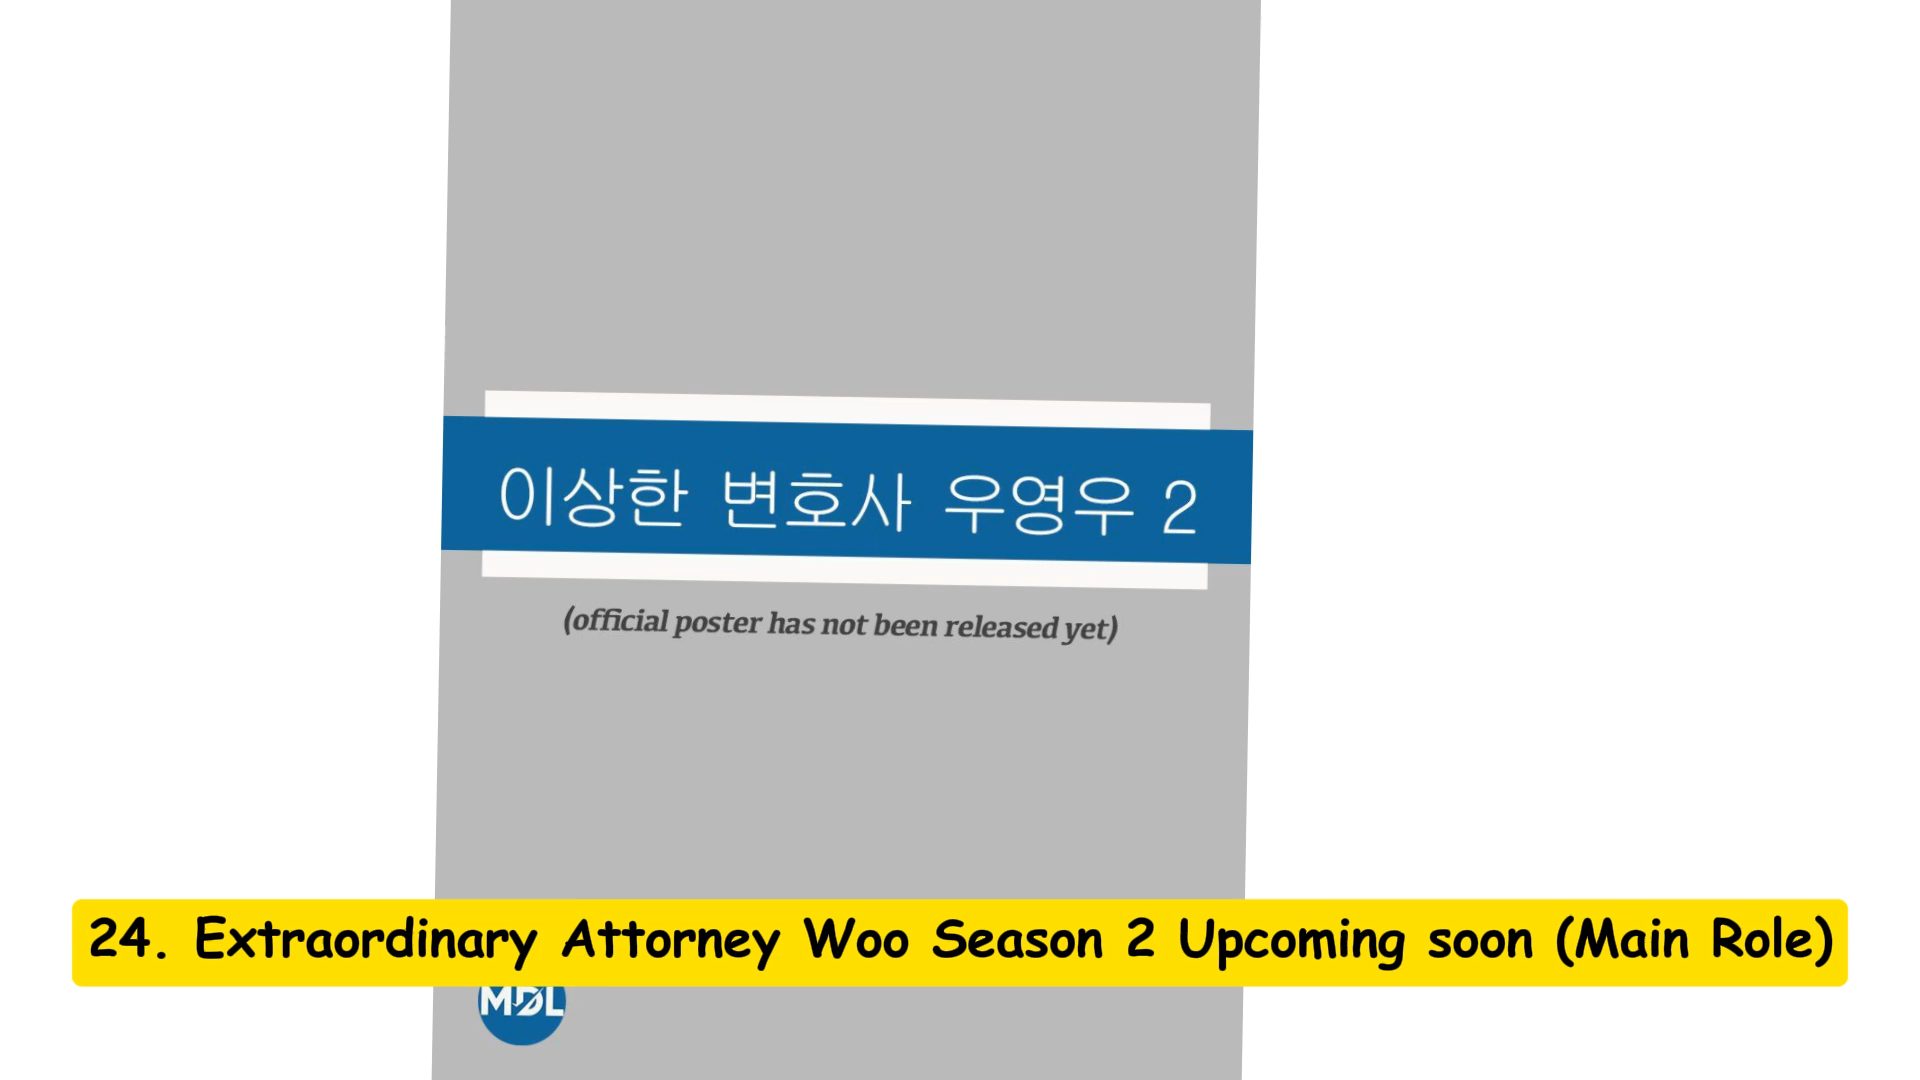 이상한 변호사 우영우 2
(official poster has not been released yet)
24. Extraordinary Attorney Woo Season 2 Upcoming soon (Main Role)
MDL